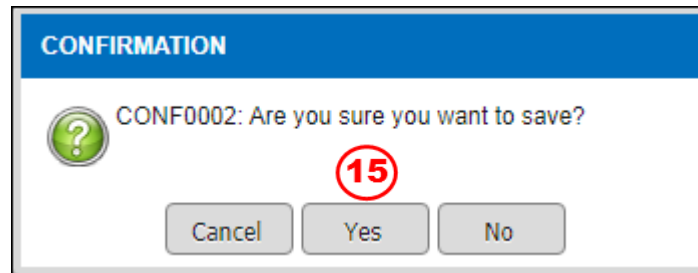 CONFIRMATION
CONF0002: Are you sure you want to save?
15
Cancel Yes No